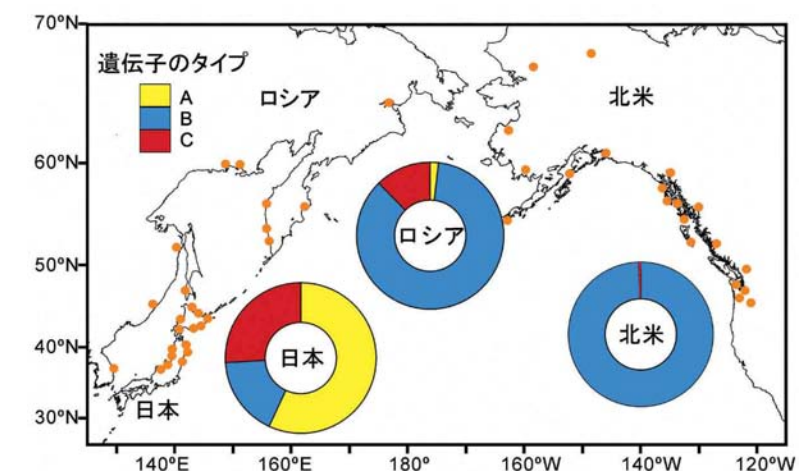 70°N
遺伝子のタイプ
A
B
C
ロシア
北米
60°N
ロシア
50°N
北米
40°N
日本
日本
30°N
140°E
160°E
180°
160°W
140°W
120°W